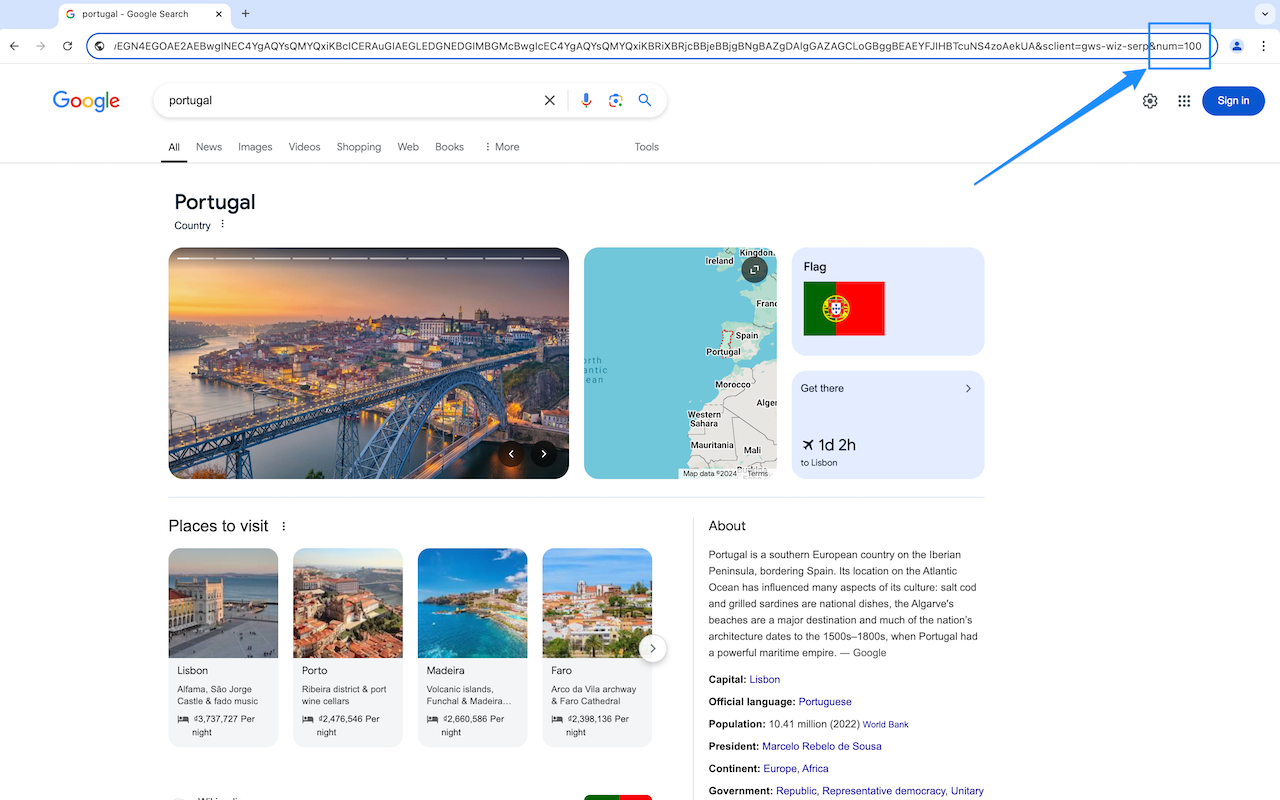 portugal - Google Search
/EGN4EGOAE2AEBwgINEC4YgAQYsQMYQxiKBcICERAuGIAEGLEDGNEDGIMBGMcBwgIcEC4YgAQYsQMYQxiKBRiXBRjcBBjeBBjgBNgBAZgDAIgGAZAGCLoGBggBEAEYFJIHBTcuNS4zoAekUA&sclient=gws-wiz-serp&num=100
Google
portugal
Sign in
All News Images Videos Shopping Web Books More Tools
Portugal
Country
Kingdon.
Ireland
Franc
Spain
Portugal
Morocco
Alger
Western
Sahara
Mauritania
Mali
Map data ©2024
Terms
Flag
Get there
1d 2h
to Lisbon
Places to visit
Lisbon
Alfama, São Jorge
Castle & fado music
₫3,737,727 Per
night
Porto
Ribeira district & port
wine cellars
₫2,476,546 Per
night
Madeira
Volcanic islands,
Funchal & Madeira...
₫2,660,586 Per
night
Faro
Arco da Vila archway
& Faro Cathedral
₫2,398,136 Per
night
About
Portugal is a southern European country on the Iberian
Peninsula, bordering Spain. Its location on the Atlantic
Ocean has influenced many aspects of its culture: salt cod
and grilled sardines are national dishes, the Algarve's
beaches are a major destination and much of the nation's
architecture dates to the 1500s–1800s, when Portugal had
a powerful maritime empire. — Google
Capital: Lisbon
Official language: Portuguese
Population: 10.41 million (2022) World Bank
President: Marcelo Rebelo de Sousa
Continent: Europe, Africa
Government: Republic, Representative democracy, Unitary